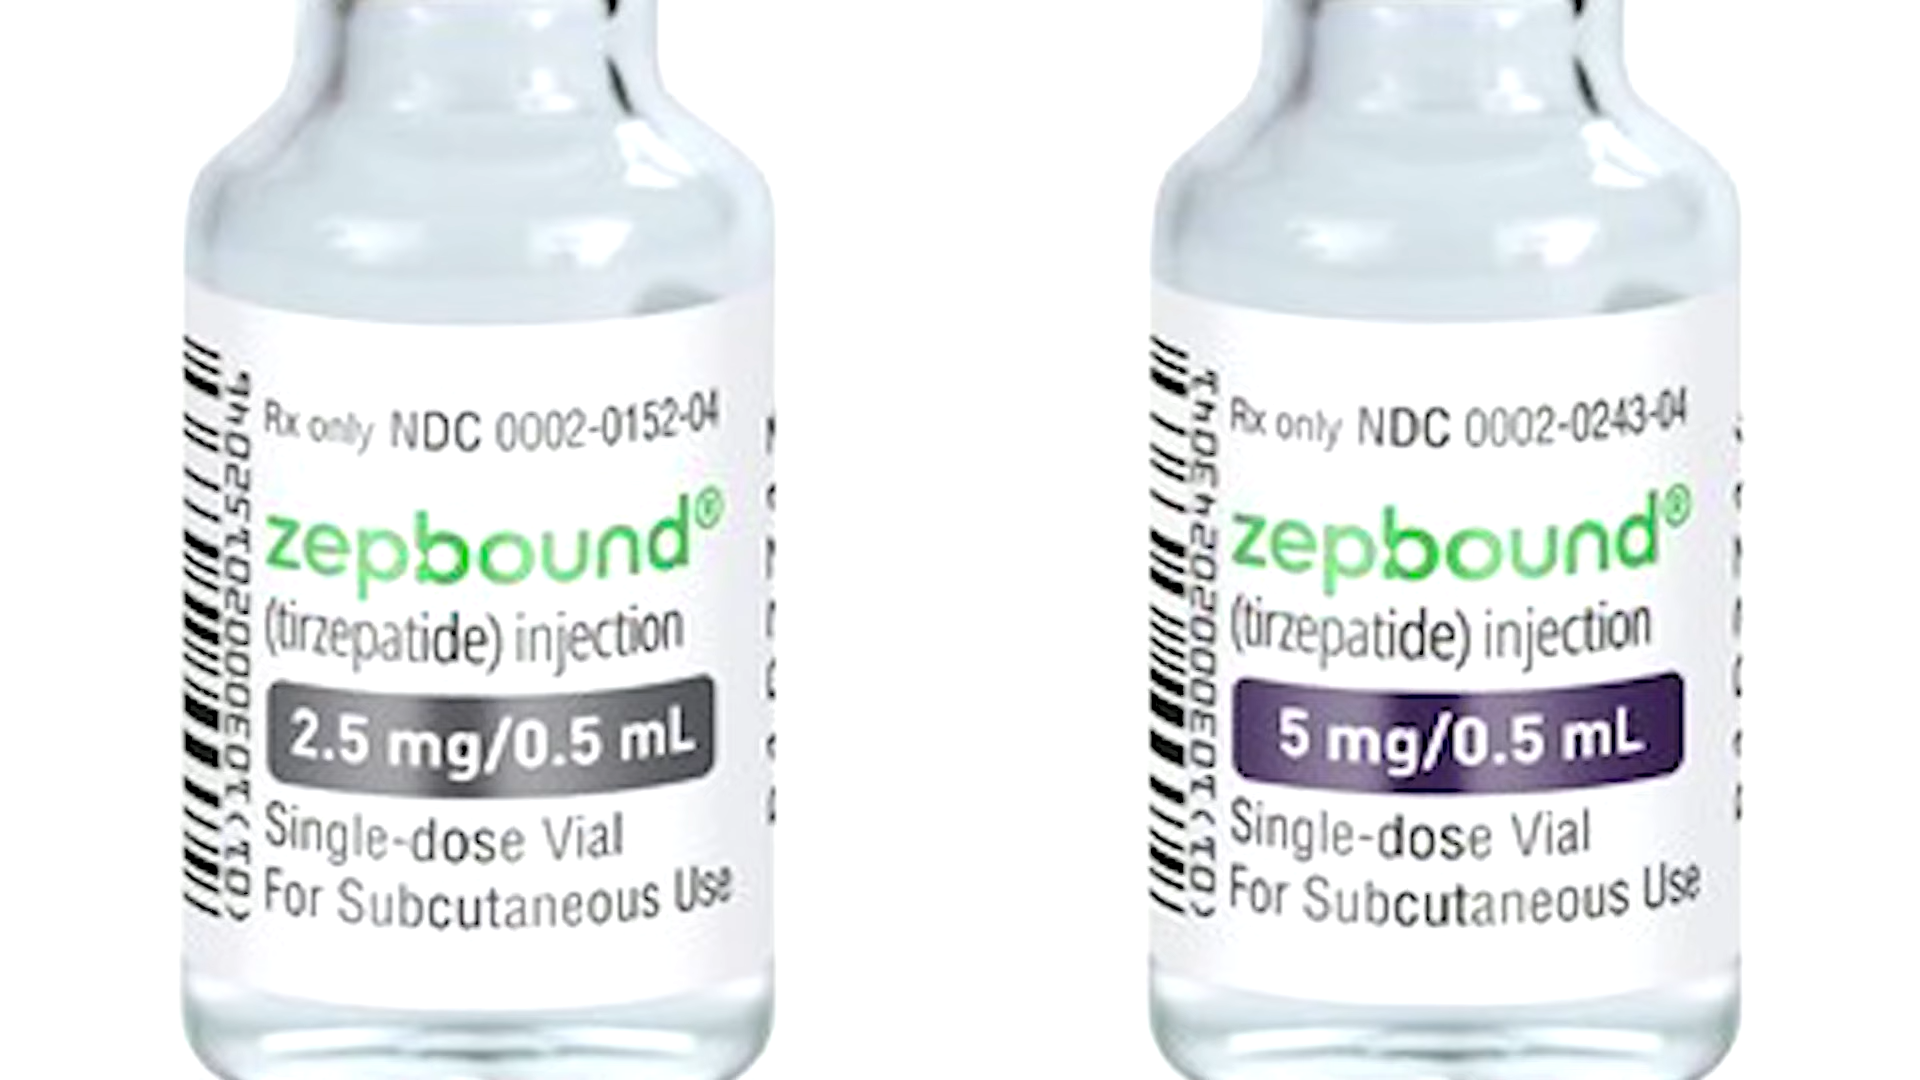 Rx only NDC 0002-0152-04
zepbound®
(tirzepatide) injection
2.5 mg/0.5 mL
Single-dose Vial
For Subcutaneous Use
Rx only NDC 0002-0243-04
zepbound®
(tirzepatide) injection
5 mg/0.5 mL
Single-dose Vial
For Subcutaneous Use